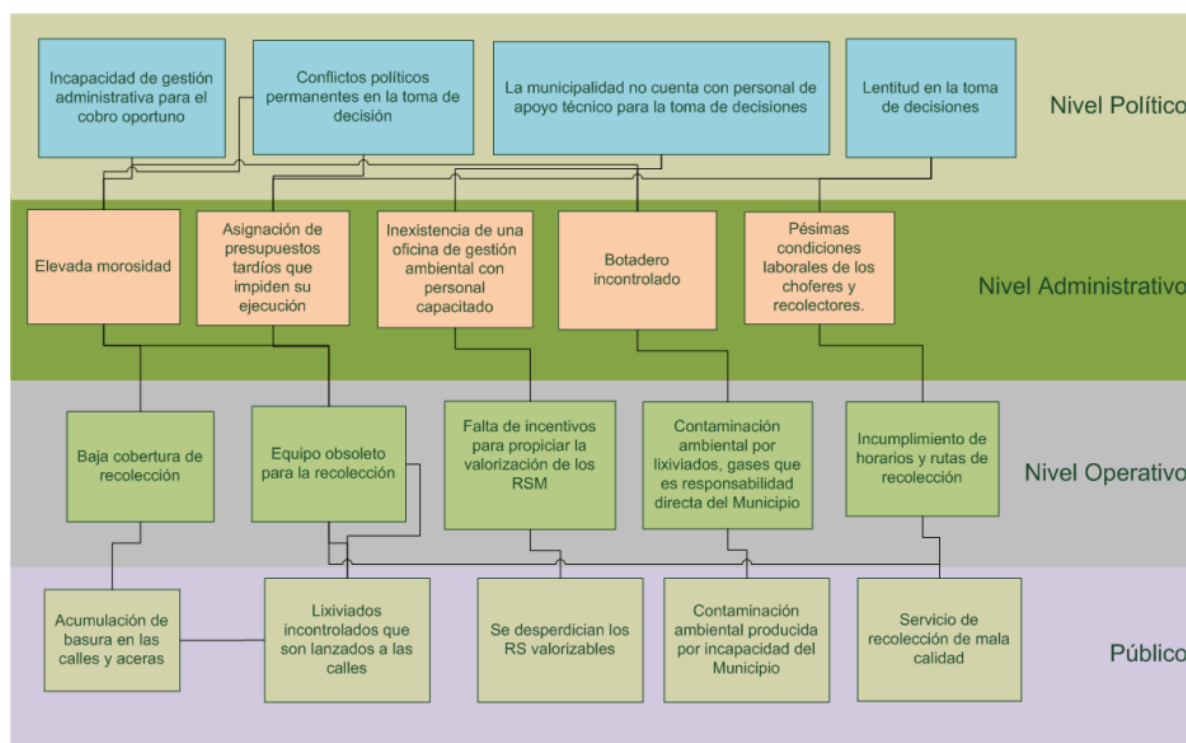 Incapacidad de gestión
administrativa para el
cobro oportuno
Conflictos políticos
permanentes en la toma de
decisión
La municipalidad no cuenta con personal de
apoyo técnico para la toma de decisiones
Lentitud en la toma
de decisiones
Nivel Político
Elevada morosidad
Asignación de
presupuestos
tardíos que
impiden su
ejecución
Inexistencia de una
oficina de gestión
ambiental con
personal
capacitado
Botadero
incontrolado
Pésimas
condiciones
laborales de los
choferes y
recolectores.
Nivel Administrativo
Baja cobertura de
recolección
Equipo obsoleto
para la recolección
Falta de incentivos
para propiciar la
valorización de los
RSM
Contaminación
ambiental por
lixiviados, gases que
es responsabilidad
directa del Municipio
Incumplimiento de
horarios y rutas de
recolección
Nivel Operativo
Acumulación de
basura en las
calles y aceras
Lixiviados
incontrolados que
son lanzados a las
calles
Se desperdician los
RS valorizables
Contaminación
ambiental producida
por incapacidad del
Municipio
Servicio de
recolección de mala
calidad
Público